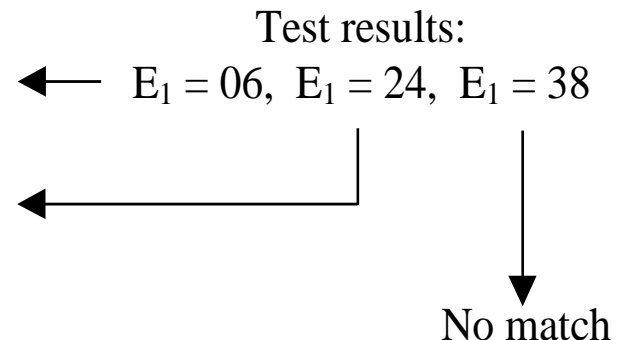 Test results:
E₁ = 06, E₁ = 24, E₁ = 38
No match